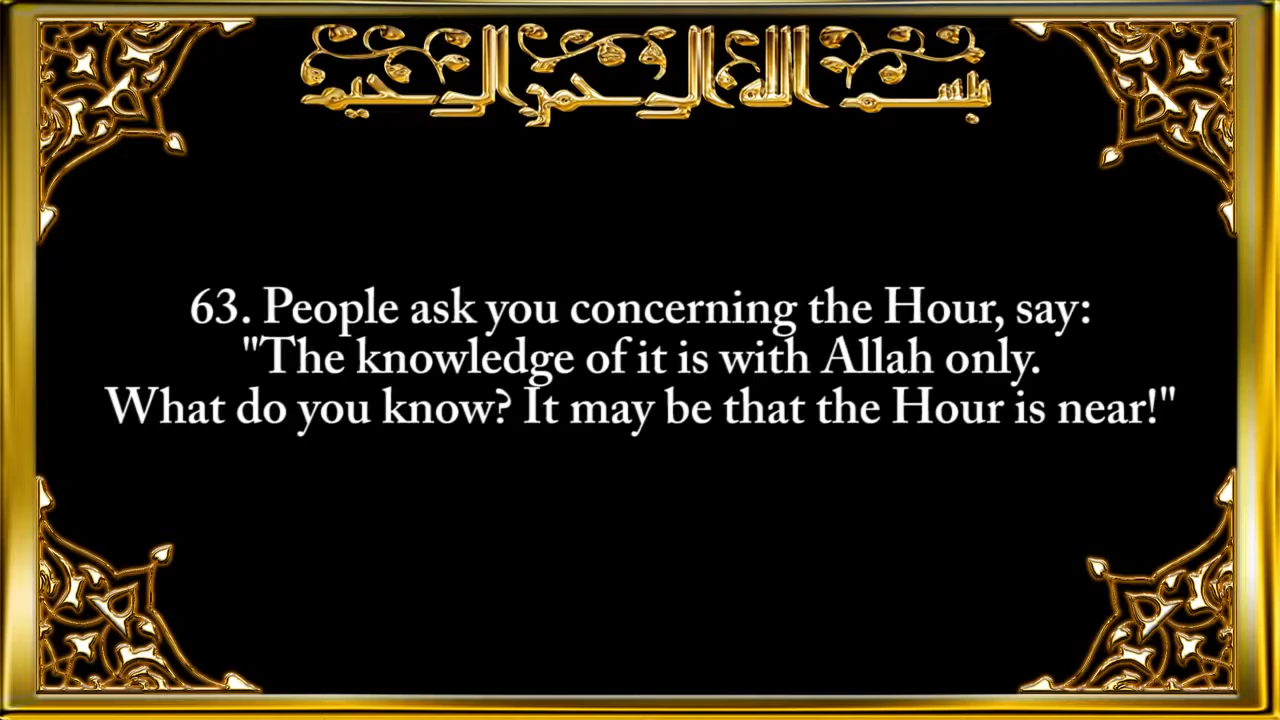 بسم الله الرحمن الرحيم
63. People ask you concerning the Hour, say:
"The knowledge of it is with Allah only.
What do you know? It may be that the Hour is near!"